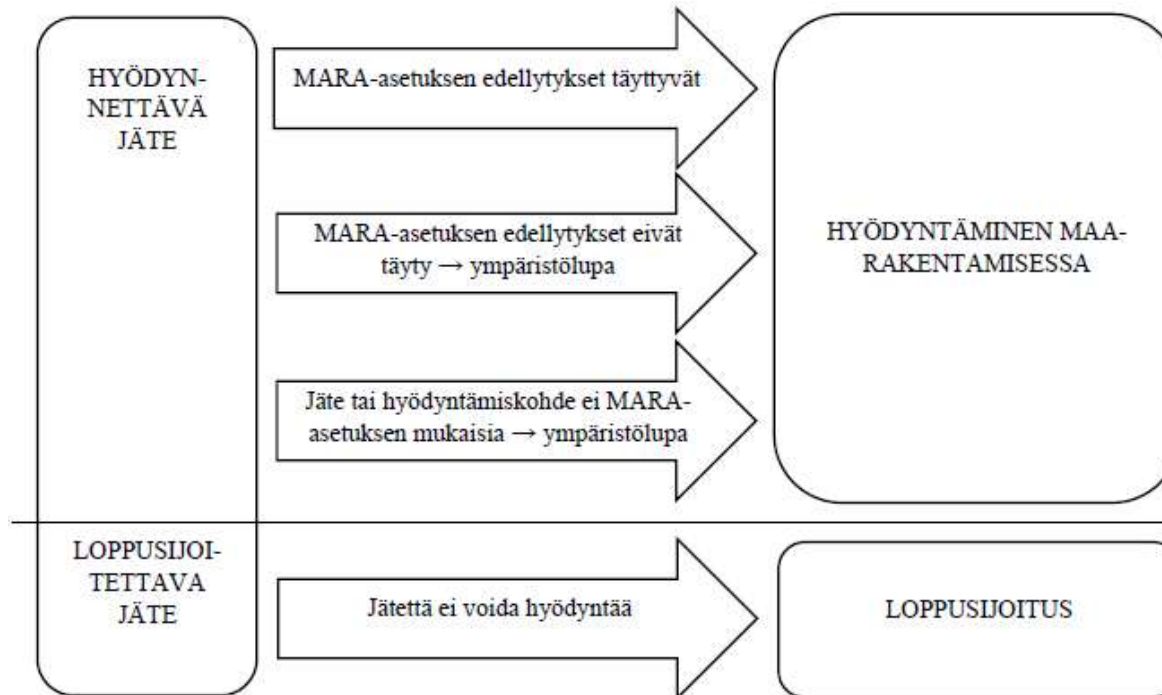 HYÖDYN-
NETTÄVÄ
JÄTE
MARA-asetuksen edellytykset täyttyvät
MARA-asetuksen edellytykset eivät
täyty → ympäristölupa
Jäte tai hyödyntämiskohde ei MARA-
asetuksen mukaisia → ympäristölupa
HYÖDYNTÄMINEN MAA-
RAKENTAMISESSA
LOPPUSIJOI-
TETTAVA
JÄTE
Jätettä ei voida hyödyntää
LOPPUSIJOITUS